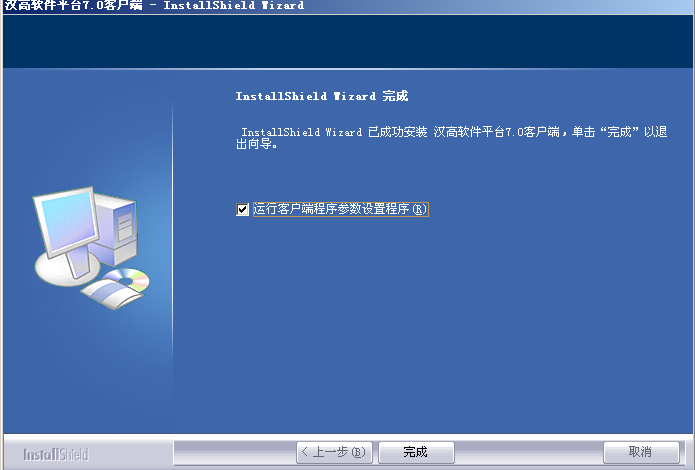 汉高软件平台7.0客户端 - InstallShield Wizard
InstallShield Wizard 完成
InstallShield Wizard 已成功安装 汉高软件平台7.0客户端，单击“完成”以退
出向导。
运行客户端程序参数设置程序(R)
InstallShield
< 上一步(B)
完成
取消